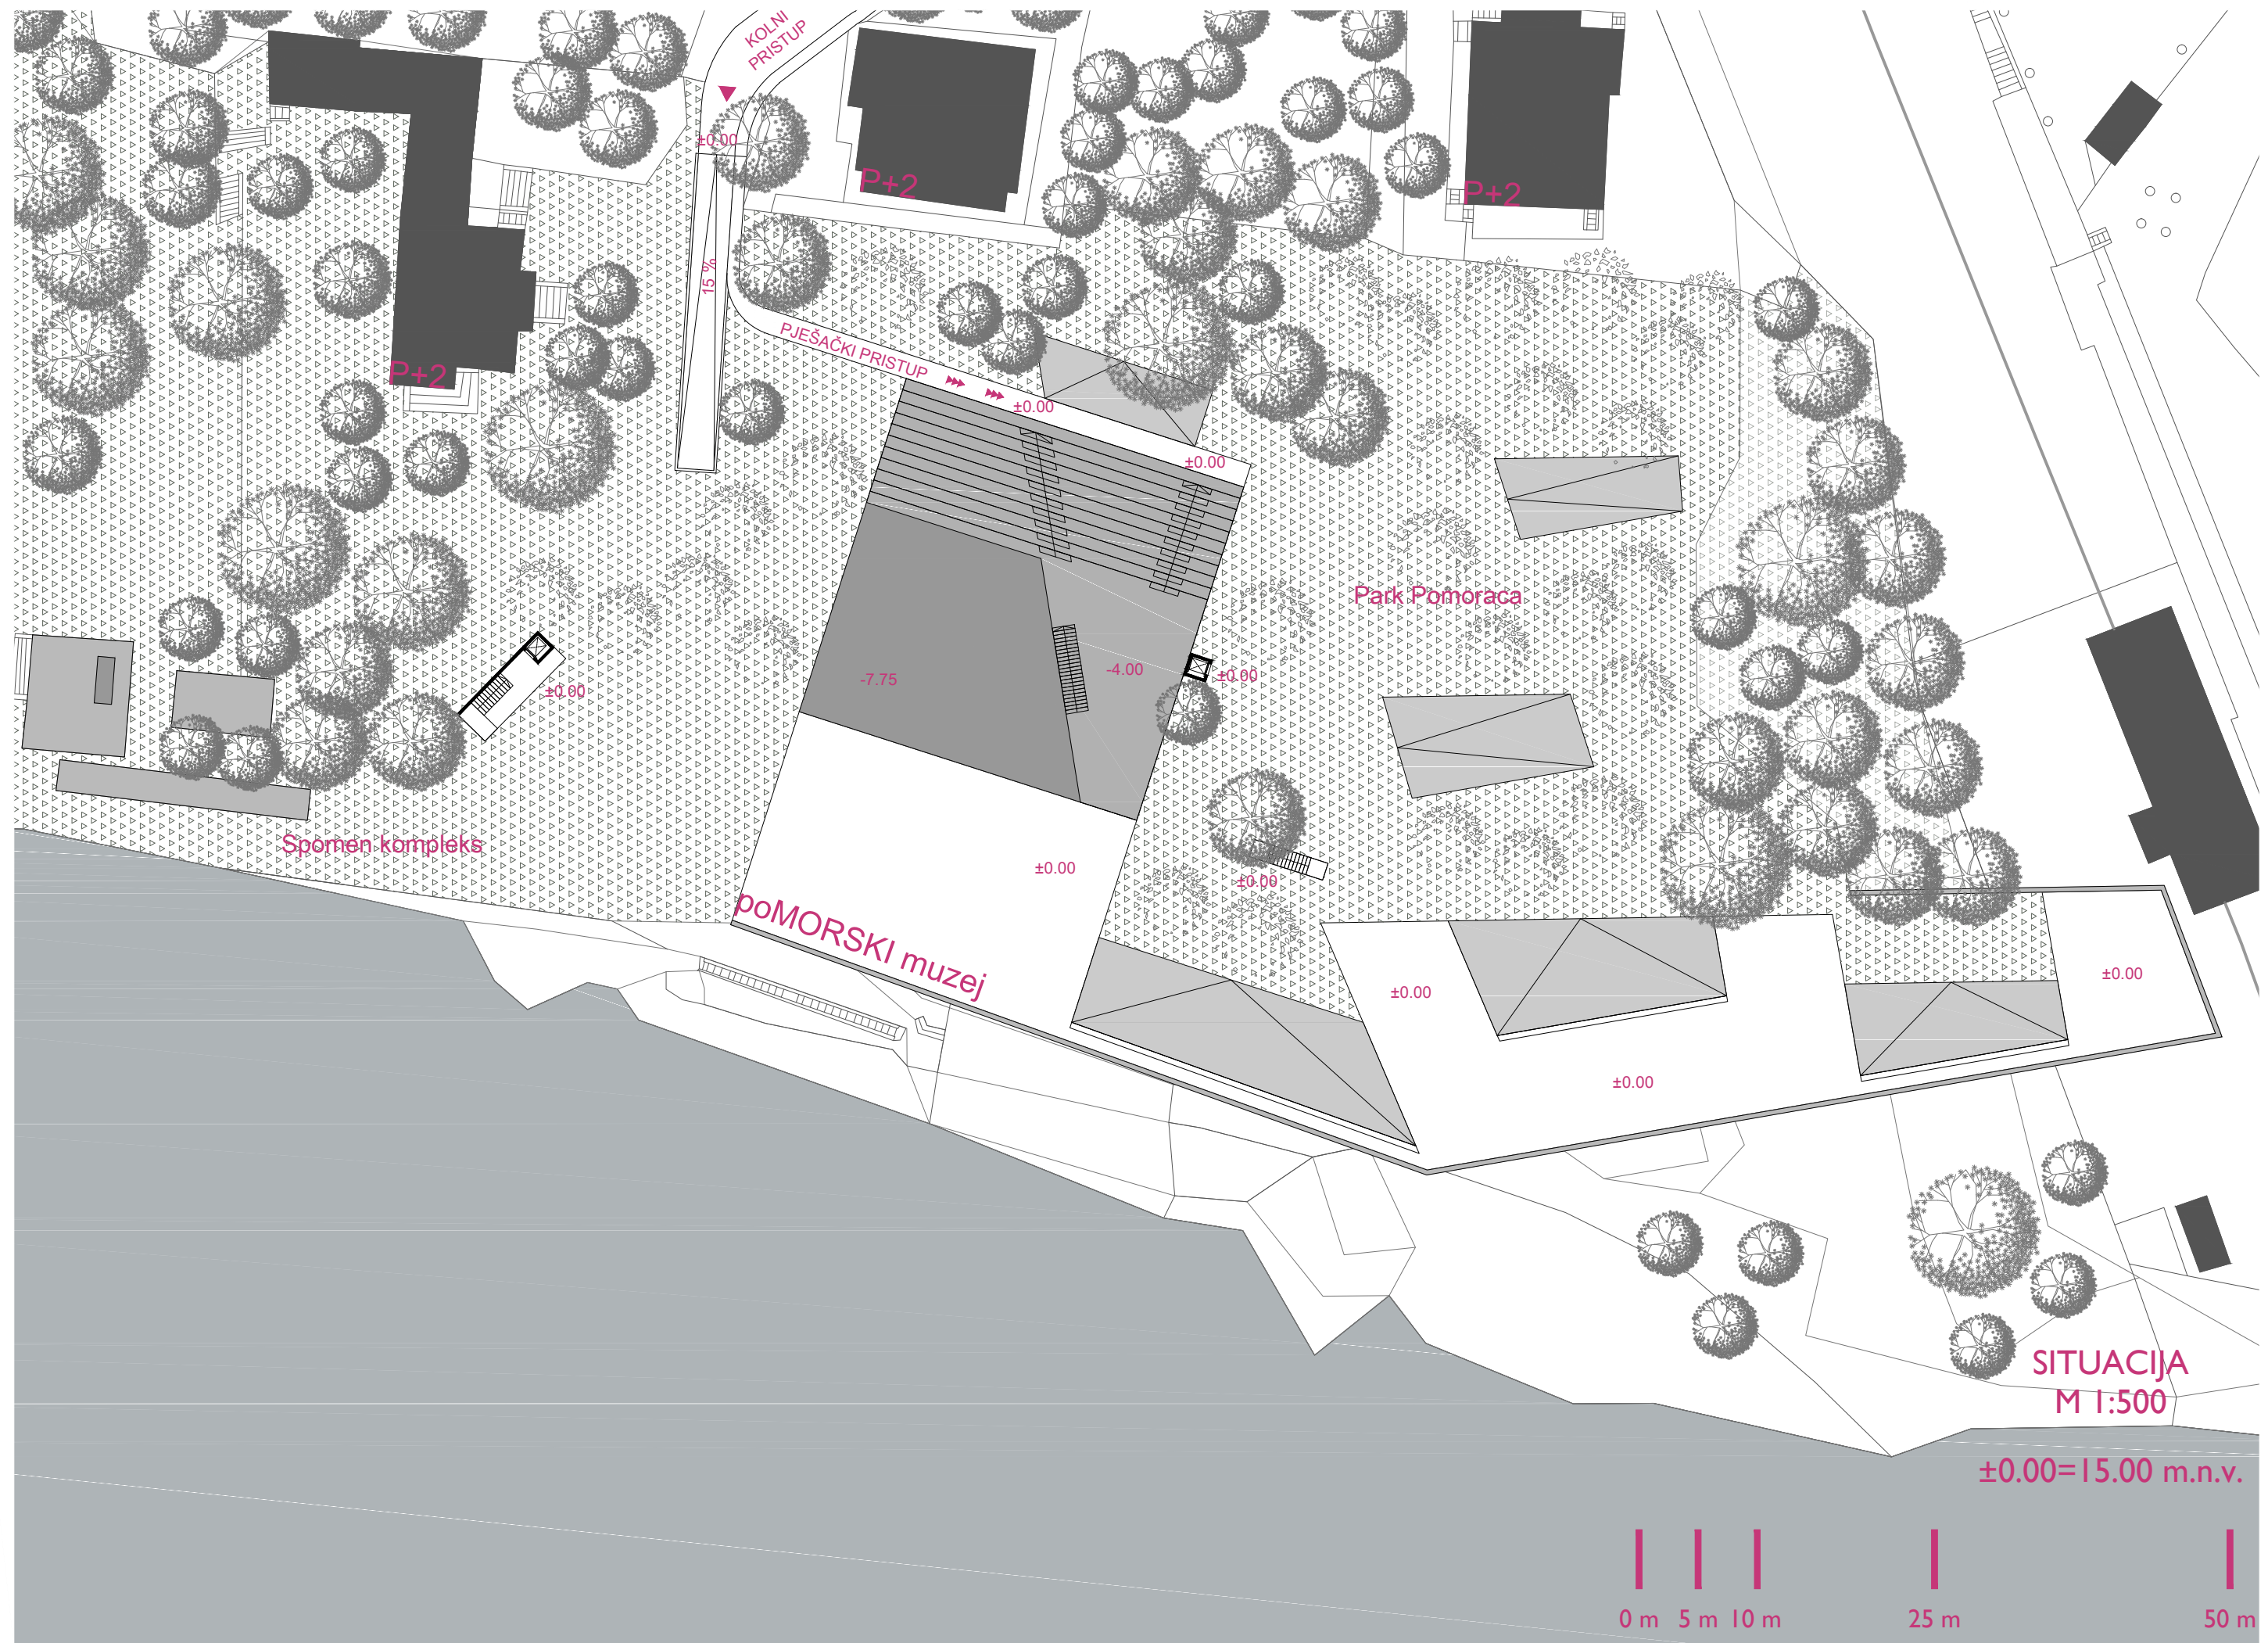 KOLNI
PRISTUP
±0.00
P+2
P+2
15 %
PJEŠAČKI PRISTUP
P+2
±0.00
±0.00
Park Pomoraca
-7.75
-4.00
±0.00
±0.00
Spomen kompleks
±0.00
±0.00
poMORSKI muzej
±0.00
±0.00
±0.00
SITUACIJA
M 1:500
±0.00=15.00 m.n.v.
0 m 5 m 10 m 25 m 50 m